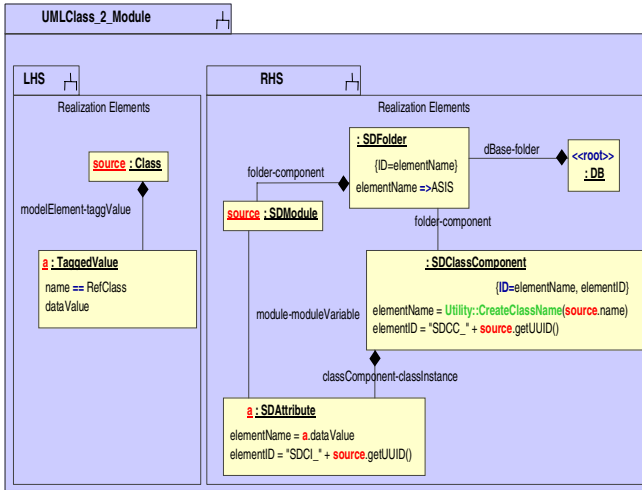 UMLClass_2_Module
LHS
Realization Elements
source : Class
modelElement-taggValue
a : TaggedValue
name == RefClass
dataValue
RHS
Realization Elements
: SDFolder
{ID=elementName}
elementName =>ASIS
dBase-folder
<<root>>
: DB
folder-component
source : SDModule
folder-component
: SDClassComponent
{ID=elementName, elementID}
elementName = Utility::CreateClassName(source.name)
elementID = "SDCC_" + source.getUUID()
module-moduleVariable
classComponent-classInstance
a : SDAttribute
elementName = a.dataValue
elementID = "SDCI_" + source.getUUID()